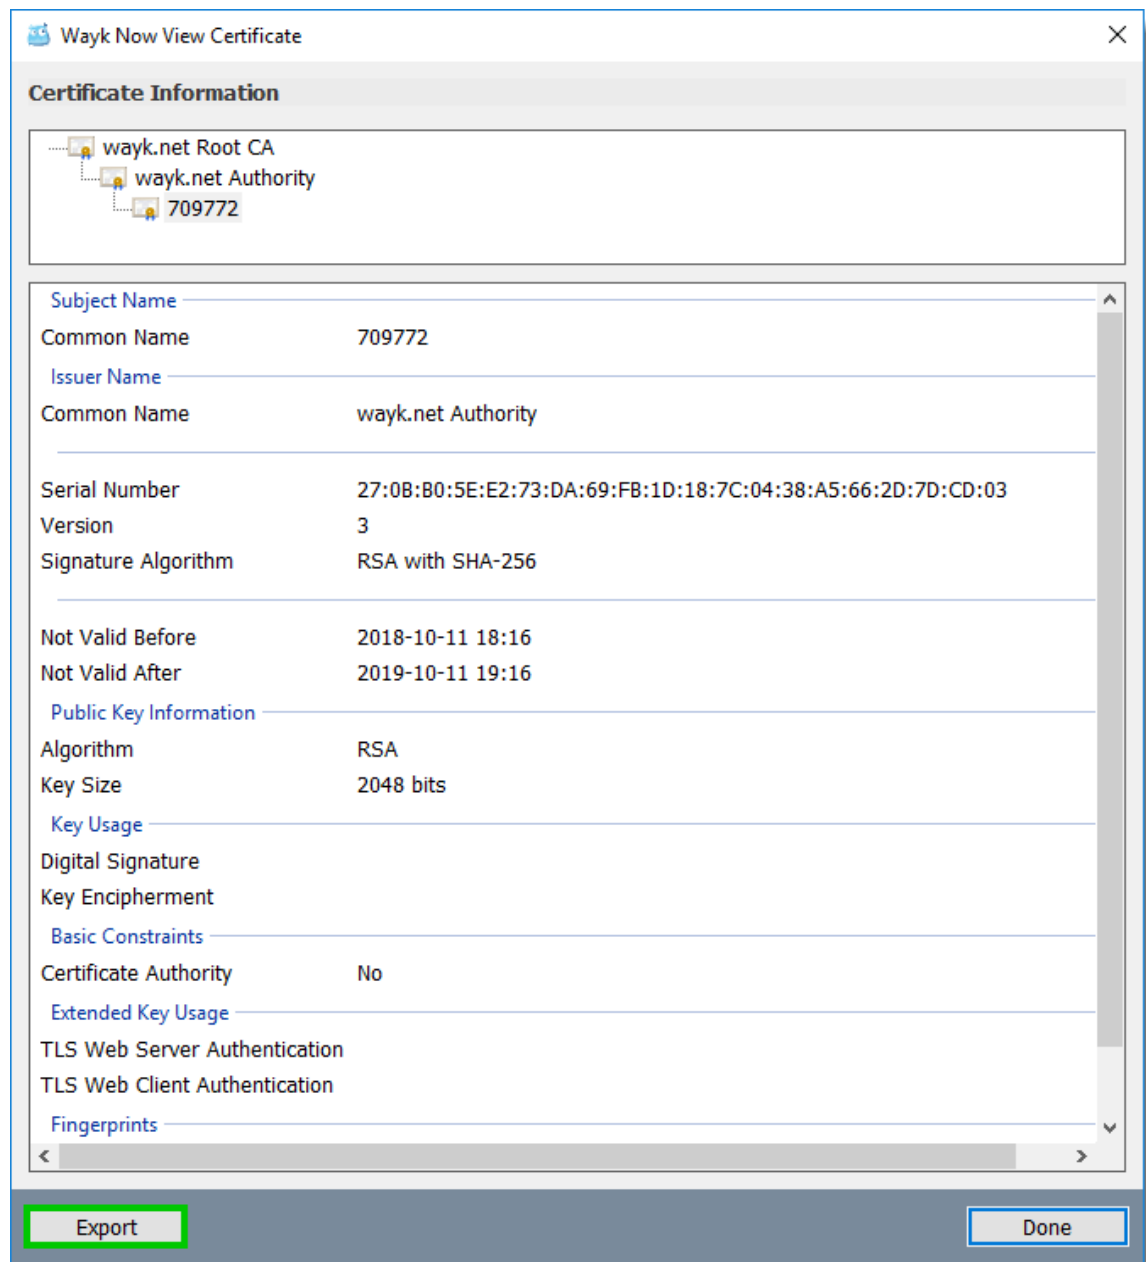 Wayk Now View Certificate
Certificate Information
wayk.net Root CA
wayk.net Authority
709772
Subject Name
Common Name 709772
Issuer Name
Common Name wayk.net Authority
Serial Number 27:0B:B0:5E:E2:73:DA:69:FB:1D:18:7C:04:38:A5:66:2D:7D:CD:03
Version 3
Signature Algorithm RSA with SHA-256
Not Valid Before 2018-10-11 18:16
Not Valid After 2019-10-11 19:16
Public Key Information
Algorithm RSA
Key Size 2048 bits
Key Usage
Digital Signature
Key Encipherment
Basic Constraints
Certificate Authority No
Extended Key Usage
TLS Web Server Authentication
TLS Web Client Authentication
Fingerprints
Export Done